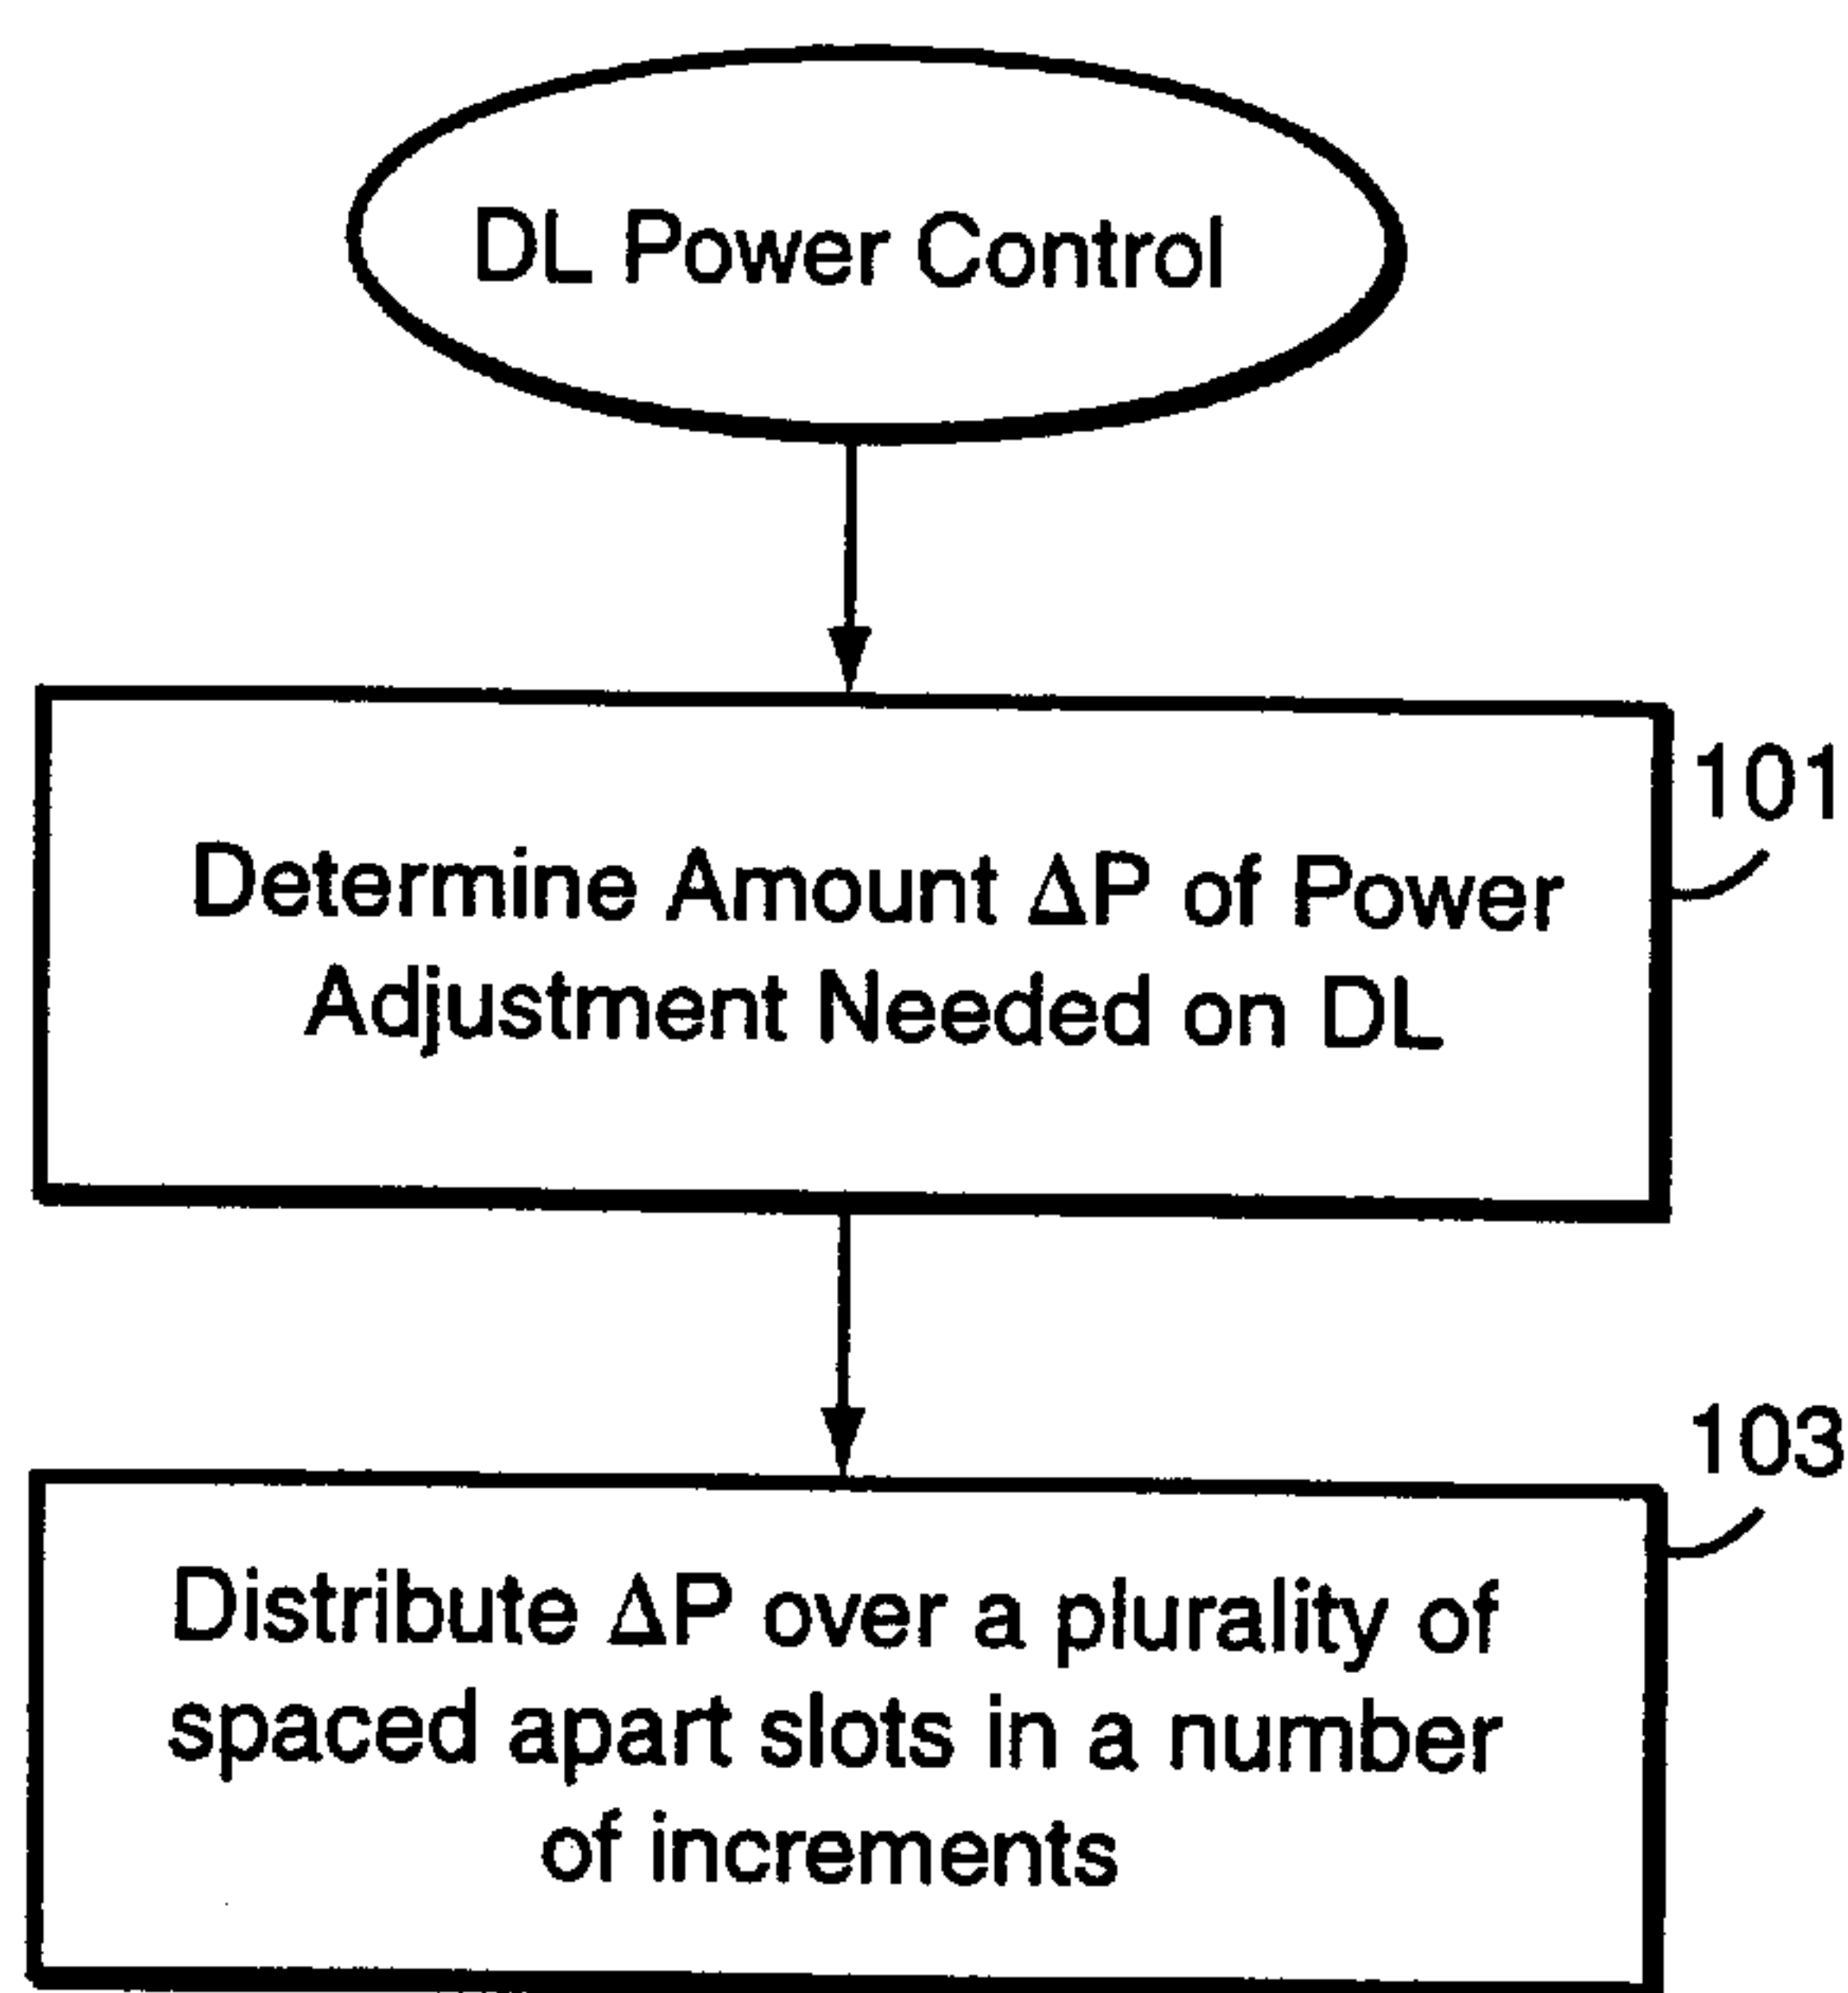 DL Power Control
101
Determine Amount ΔP of Power
Adjustment Needed on DL
103
Distribute ΔP over a plurality of
spaced apart slots in a number
of increments